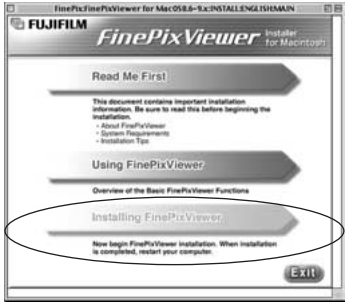 FinePix:FinePixViewer for MacOS8.6-9.x:INSTALL:ENGLISH:MAIN
FUJIFILM
FinePixViewer Installer for Macintosh
Read Me First
This document contains important installation
information. Be sure to read this before beginning the
installation.
- About FinePixViewer
- System Requirements
- Installation Tips
Using FinePixViewer
Overview of the Basic FinePixViewer Functions
Installing FinePixViewer
Now begin FinePixViewer installation. When installation
is completed, restart your computer.
Exit